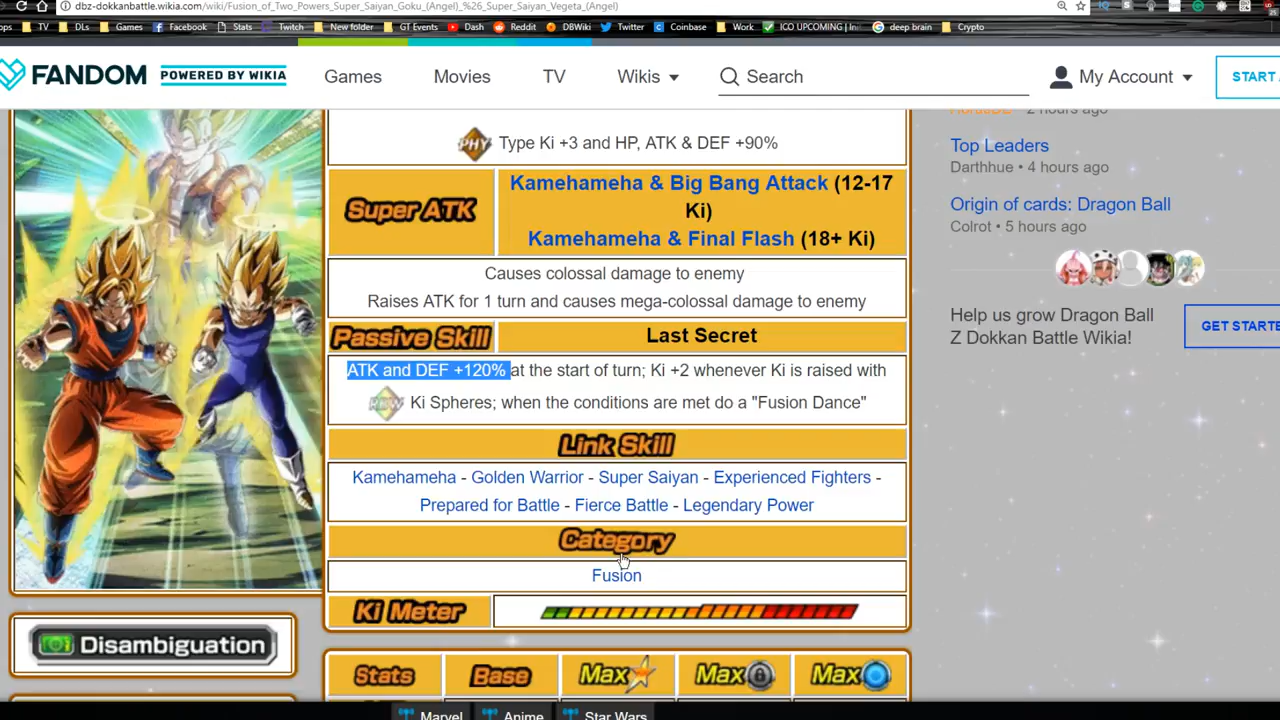 dbz-dokkanbattle.wikia.com/wiki/Fusion_of_Two_Powers_Super_Saiyan_Goku_(Angel)_%26_Super_Saiyan_Vegeta_(Angel)
TV Games Facebook Stats Twitch New folder GT Events Dash Reddit DBWiki Twitter Coinbase Work ICO UPCOMING | In deep brain Crypto
FANDOM POWERED BY WIKIA Games Movies TV Wikis Search My Account START A
2 hours ago
Type Ki +3 and HP, ATK & DEF +90%
PHY
Super ATK
Kamehameha & Big Bang Attack (12-17
Ki)
Kamehameha & Final Flash (18+ Ki)
Causes colossal damage to enemy
Raises ATK for 1 turn and causes mega-colossal damage to enemy
Passive Skill
Last Secret
ATK and DEF +120% at the start of turn; Ki +2 whenever Ki is raised with
Ki Spheres; when the conditions are met do a "Fusion Dance"
Link Skill
Kamehameha - Golden Warrior - Super Saiyan - Experienced Fighters -
Prepared for Battle - Fierce Battle - Legendary Power
Category
Fusion
Ki Meter
Disambiguation
Stats Base Max Max Max
Top Leaders
Darthhue • 4 hours ago
Origin of cards: Dragon Ball
Colrot • 5 hours ago
Help us grow Dragon Ball
Z Dokkan Battle Wikia!
GET STARTE
Marvel Anime Star Wars